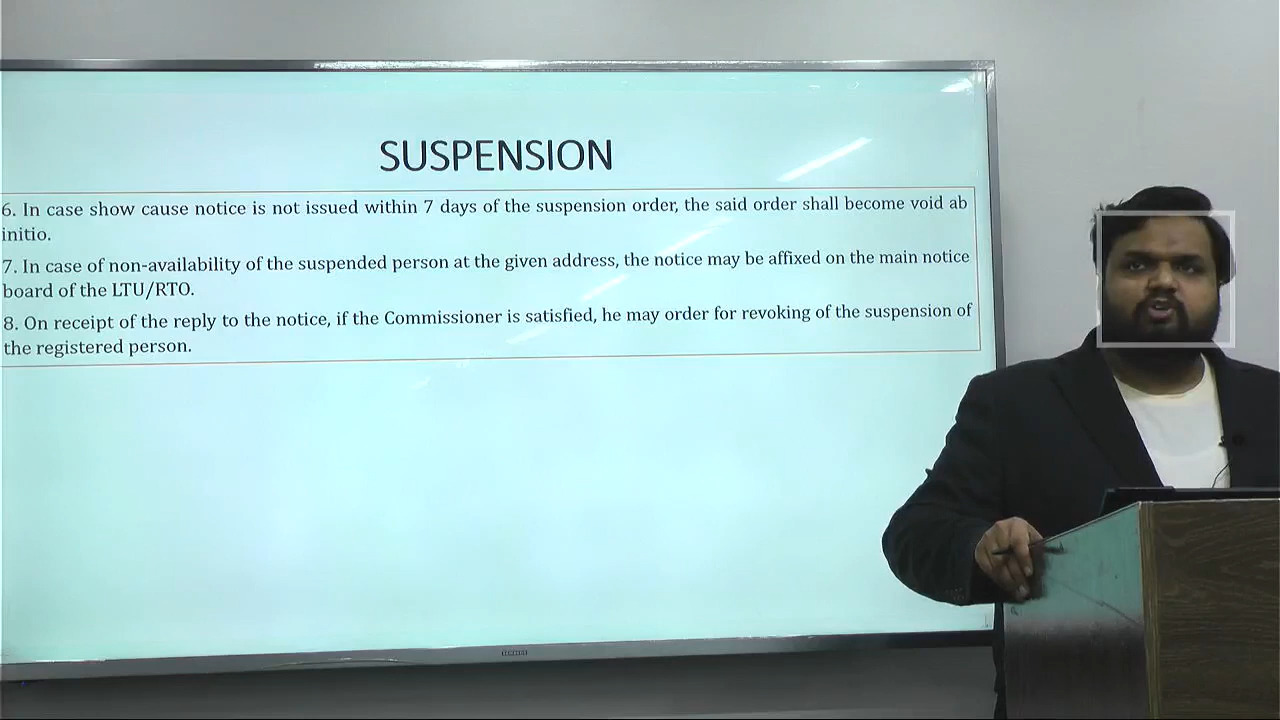 SUSPENSION
6. In case show cause notice is not issued within 7 days of the suspension order, the said order shall become void ab
initio.
7. In case of non-availability of the suspended person at the given address, the notice may be affixed on the main notice
board of the LTU/RTO.
8. On receipt of the reply to the notice, if the Commissioner is satisfied, he may order for revoking of the suspension of
the registered person.